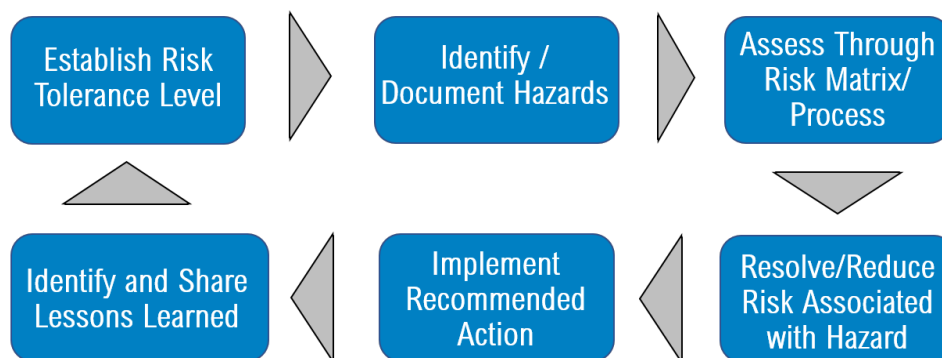 Establish Risk
Tolerance Level
Identify /
Document Hazards
Assess Through
Risk Matrix/
Process
Resolve/Reduce
Risk Associated
with Hazard
Implement
Recommended
Action
Identify and Share
Lessons Learned